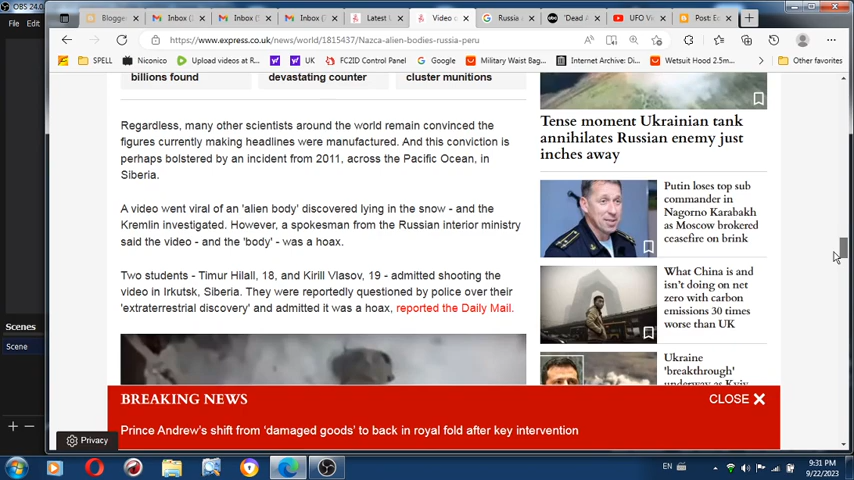 OBS 24.0
File
Edit
Blogge
Inbox (
Inbox (
Inbox (
Latest U
Video o
Google
Russia
abc
'Dead A
UFO Vi
Post: Ed
https://www.express.co.uk/news/world/1815437/Nazca-alien-bodies-russia-peru
SPELL
Niconico
Upload videos - Rut...
W
UK
FC2ID Control Panel
Google
Military Waist Bag...
Internet Archive: Di...
Wetsuit Hood 2.5m...
Other favorites
billions found
devastating counter
cluster munitions
Regardless, many other scientists around the world remain convinced the
figures currently making headlines were manufactured. And this conviction is
perhaps bolstered by an incident from 2011, across the Pacific Ocean, in
Siberia.
A video went viral of an 'alien body' discovered lying in the snow - and the
Kremlin investigated. However, a spokesman from the Russian interior ministry
said the video - and the 'body' - was a hoax.
Two students - Timur Hilall, 18, and Kirill Vlasov, 19 - admitted shooting the
video in Irkutsk, Siberia. They were reportedly questioned by police over their
'extraterrestrial discovery' and admitted it was a hoax, reported the Daily Mail.
Tense moment Ukrainian tank
annihilates Russian enemy just
inches away
Putin loses top sub
commander in
Nagorno Karabakh
as Moscow brokered
ceasefire on brink
What China is and
isn't doing on net
zero with carbon
emissions 30 times
worse than UK
Ukraine
'breakthrough'
underway as Kyiv
BREAKING NEWS
CLOSE
Prince Andrew's shift from 'damaged goods' to back in royal fold after key intervention
Privacy
Scenes
Scene
EN
9:31 PM
9/22/2023